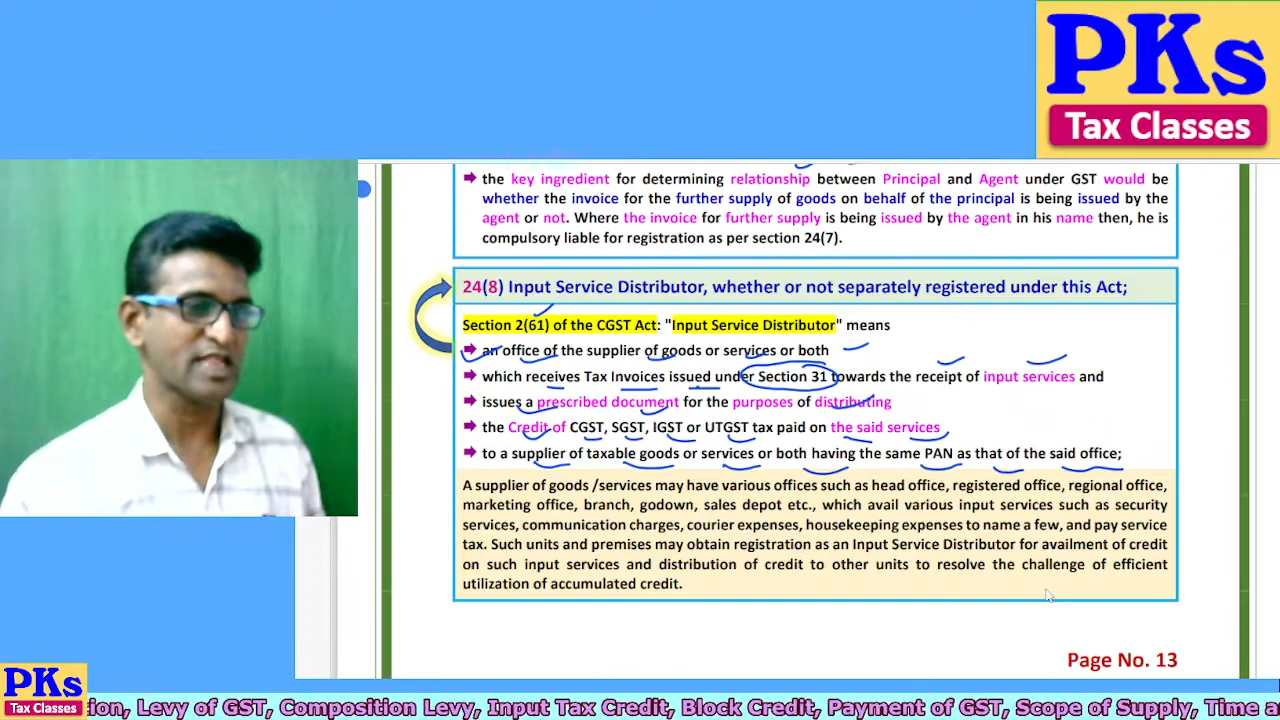 PKs
Tax Classes
➡ the key ingredient for determining relationship between Principal and Agent under GST would be
whether the invoice for the further supply of goods on behalf of the principal is being issued by the
agent or not. Where the invoice for further supply is being issued by the agent in his name then, he is
compulsory liable for registration as per section 24(7).
24(8) Input Service Distributor, whether or not separately registered under this Act;
Section 2(61) of the CGST Act: "Input Service Distributor" means
➡ an office of the supplier of goods or services or both
➡ which receives Tax Invoices issued under Section 31 towards the receipt of input services and
➡ issues a prescribed document for the purposes of distributing
➡ the Credit of CGST, SGST, IGST or UTGST tax paid on the said services
➡ to a supplier of taxable goods or services or both having the same PAN as that of the said office;
A supplier of goods /services may have various offices such as head office, registered office, regional office,
marketing office, branch, godown, sales depot etc., which avail various input services such as security
services, communication charges, courier expenses, housekeeping expenses to name a few, and pay service
tax. Such units and premises may obtain registration as an Input Service Distributor for availment of credit
on such input services and distribution of credit to other units to resolve the challenge of efficient
utilization of accumulated credit.
Page No. 13
PKs
Tax Classes
tion, Levy of GST, Composition Levy, Input Tax Credit, Block Credit, Payment of GST, Scope of Supply, Time a